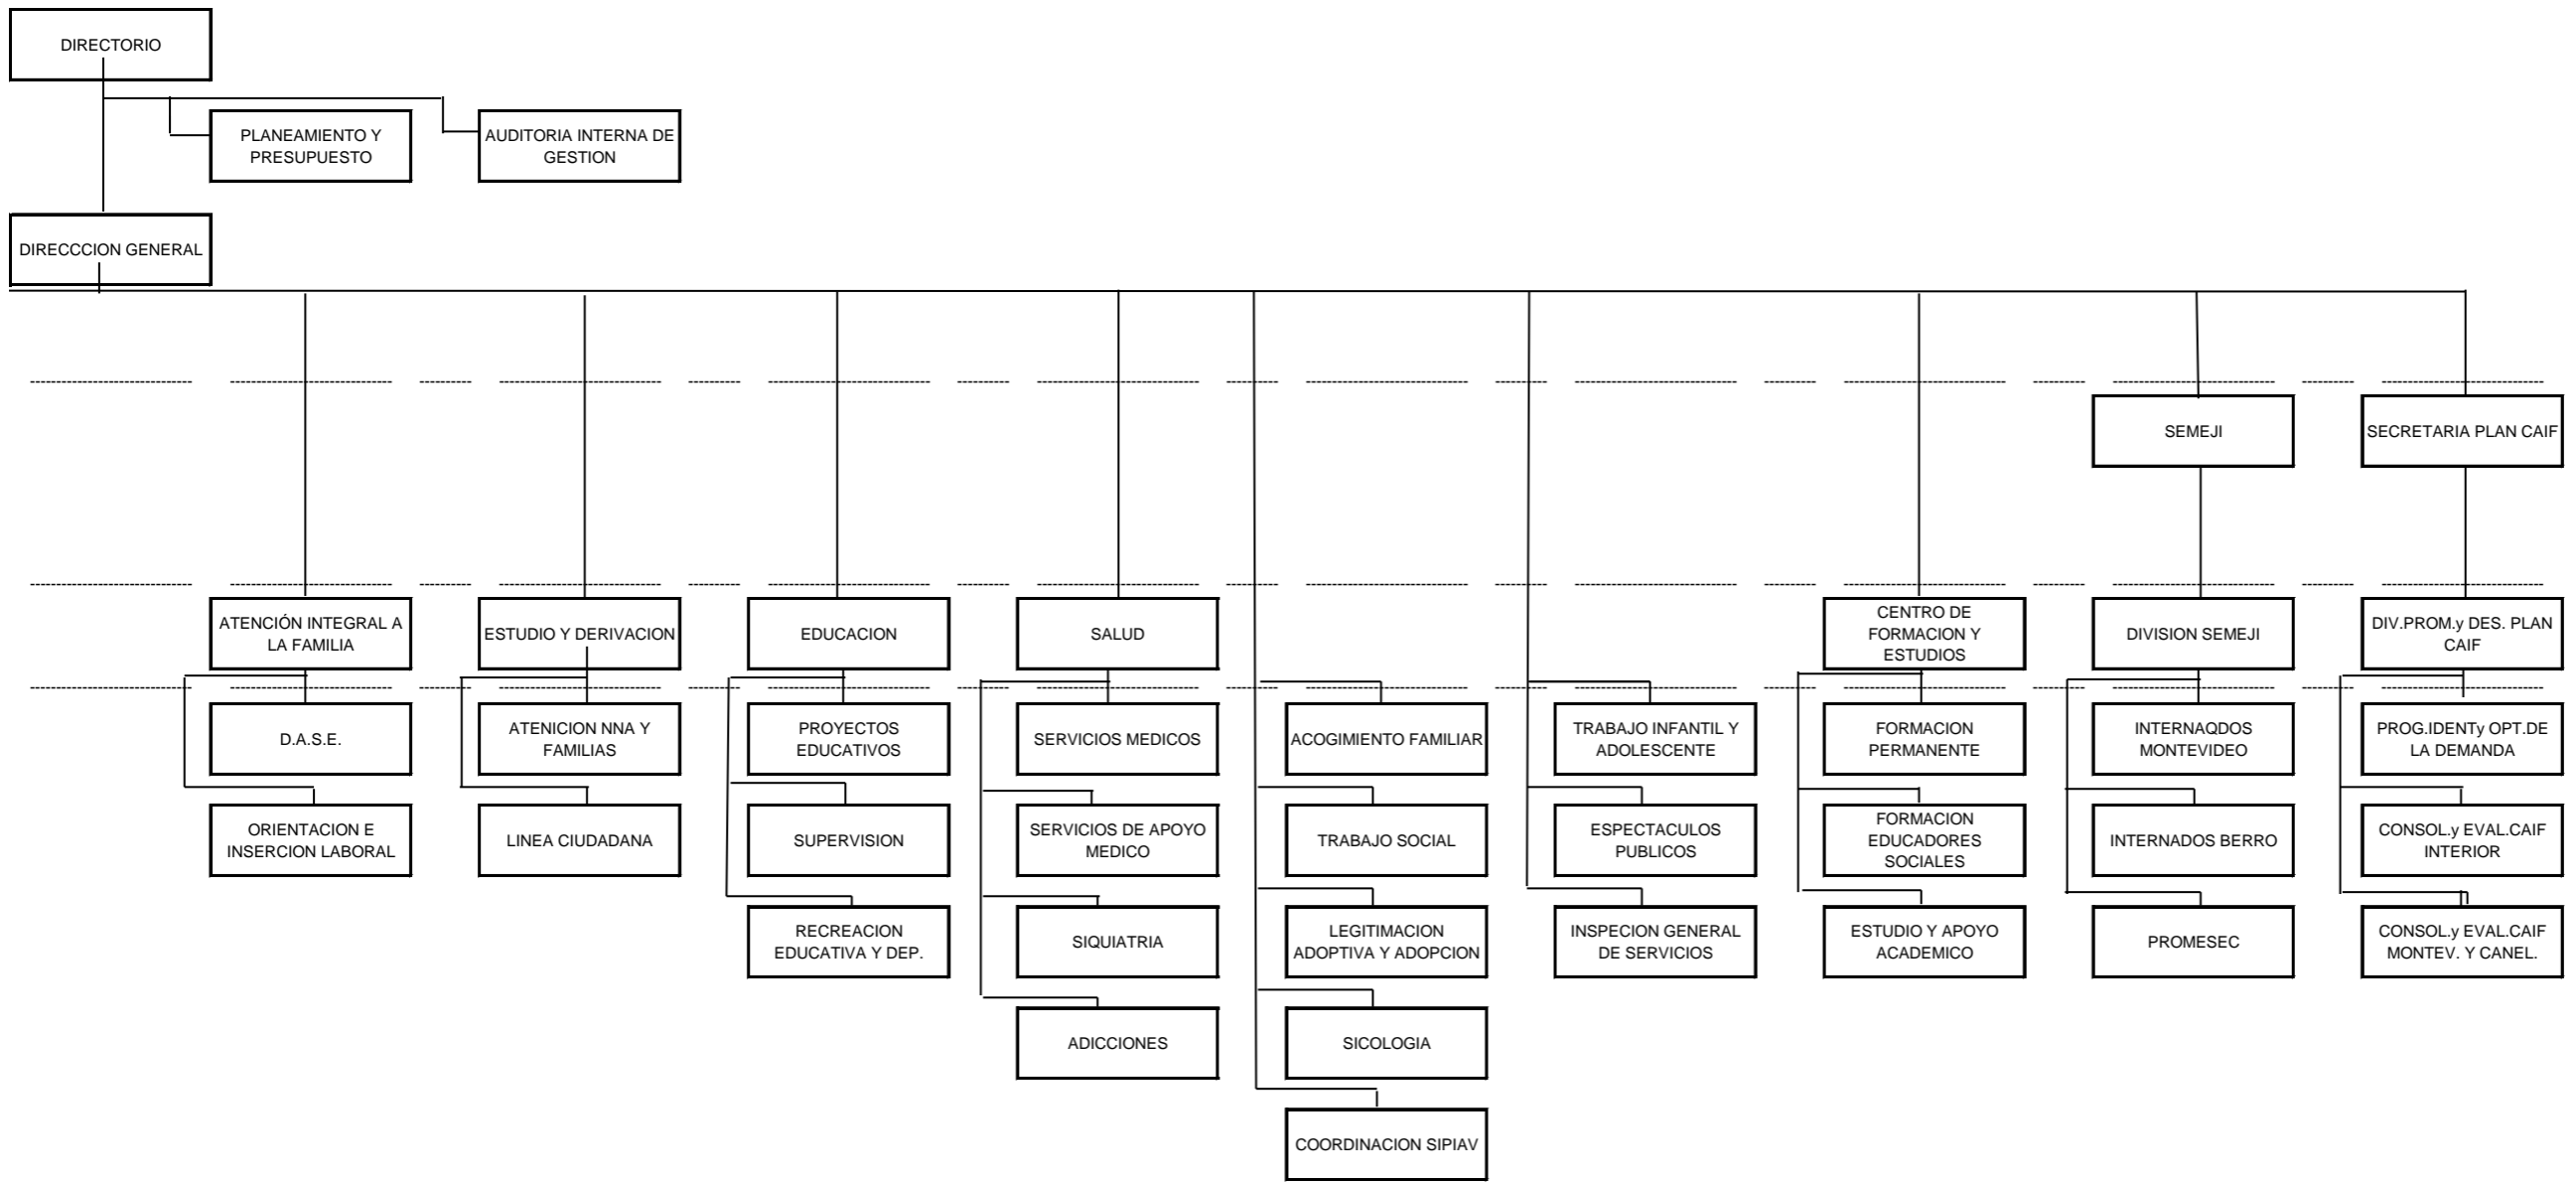 DIRECTORIO
PLANEAMIENTO Y
PRESUPUESTO
AUDITORIA INTERNA DE
GESTION
DIRECCCION GENERAL
SEMEJI
SECRETARIA PLAN CAIF
ATENCIÓN INTEGRAL A
LA FAMILIA
ESTUDIO Y DERIVACION
EDUCACION
SALUD
CENTRO DE
FORMACION Y
ESTUDIOS
DIVISION SEMEJI
DIV.PROM.y DES. PLAN
CAIF
D.A.S.E.
ATENICION NNA Y
FAMILIAS
PROYECTOS
EDUCATIVOS
SERVICIOS MEDICOS
ACOGIMIENTO FAMILIAR
TRABAJO INFANTIL Y
ADOLESCENTE
FORMACION
PERMANENTE
INTERNAQDOS
MONTEVIDEO
PROG.IDENTy OPT.DE
LA DEMANDA
ORIENTACION E
INSERCION LABORAL
LINEA CIUDADANA
SUPERVISION
SERVICIOS DE APOYO
MEDICO
TRABAJO SOCIAL
ESPECTACULOS
PUBLICOS
FORMACION
EDUCADORES
SOCIALES
INTERNADOS BERRO
CONSOL.y EVAL.CAIF
INTERIOR
RECREACION
EDUCATIVA Y DEP.
SIQUIATRIA
LEGITIMACION
ADOPTIVA Y ADOPCION
INSPECION GENERAL
DE SERVICIOS
ESTUDIO Y APOYO
ACADEMICO
PROMESEC
CONSOL.y EVAL.CAIF
MONTEV. Y CANEL.
ADICCIONES
SICOLOGIA
COORDINACION SIPIAV